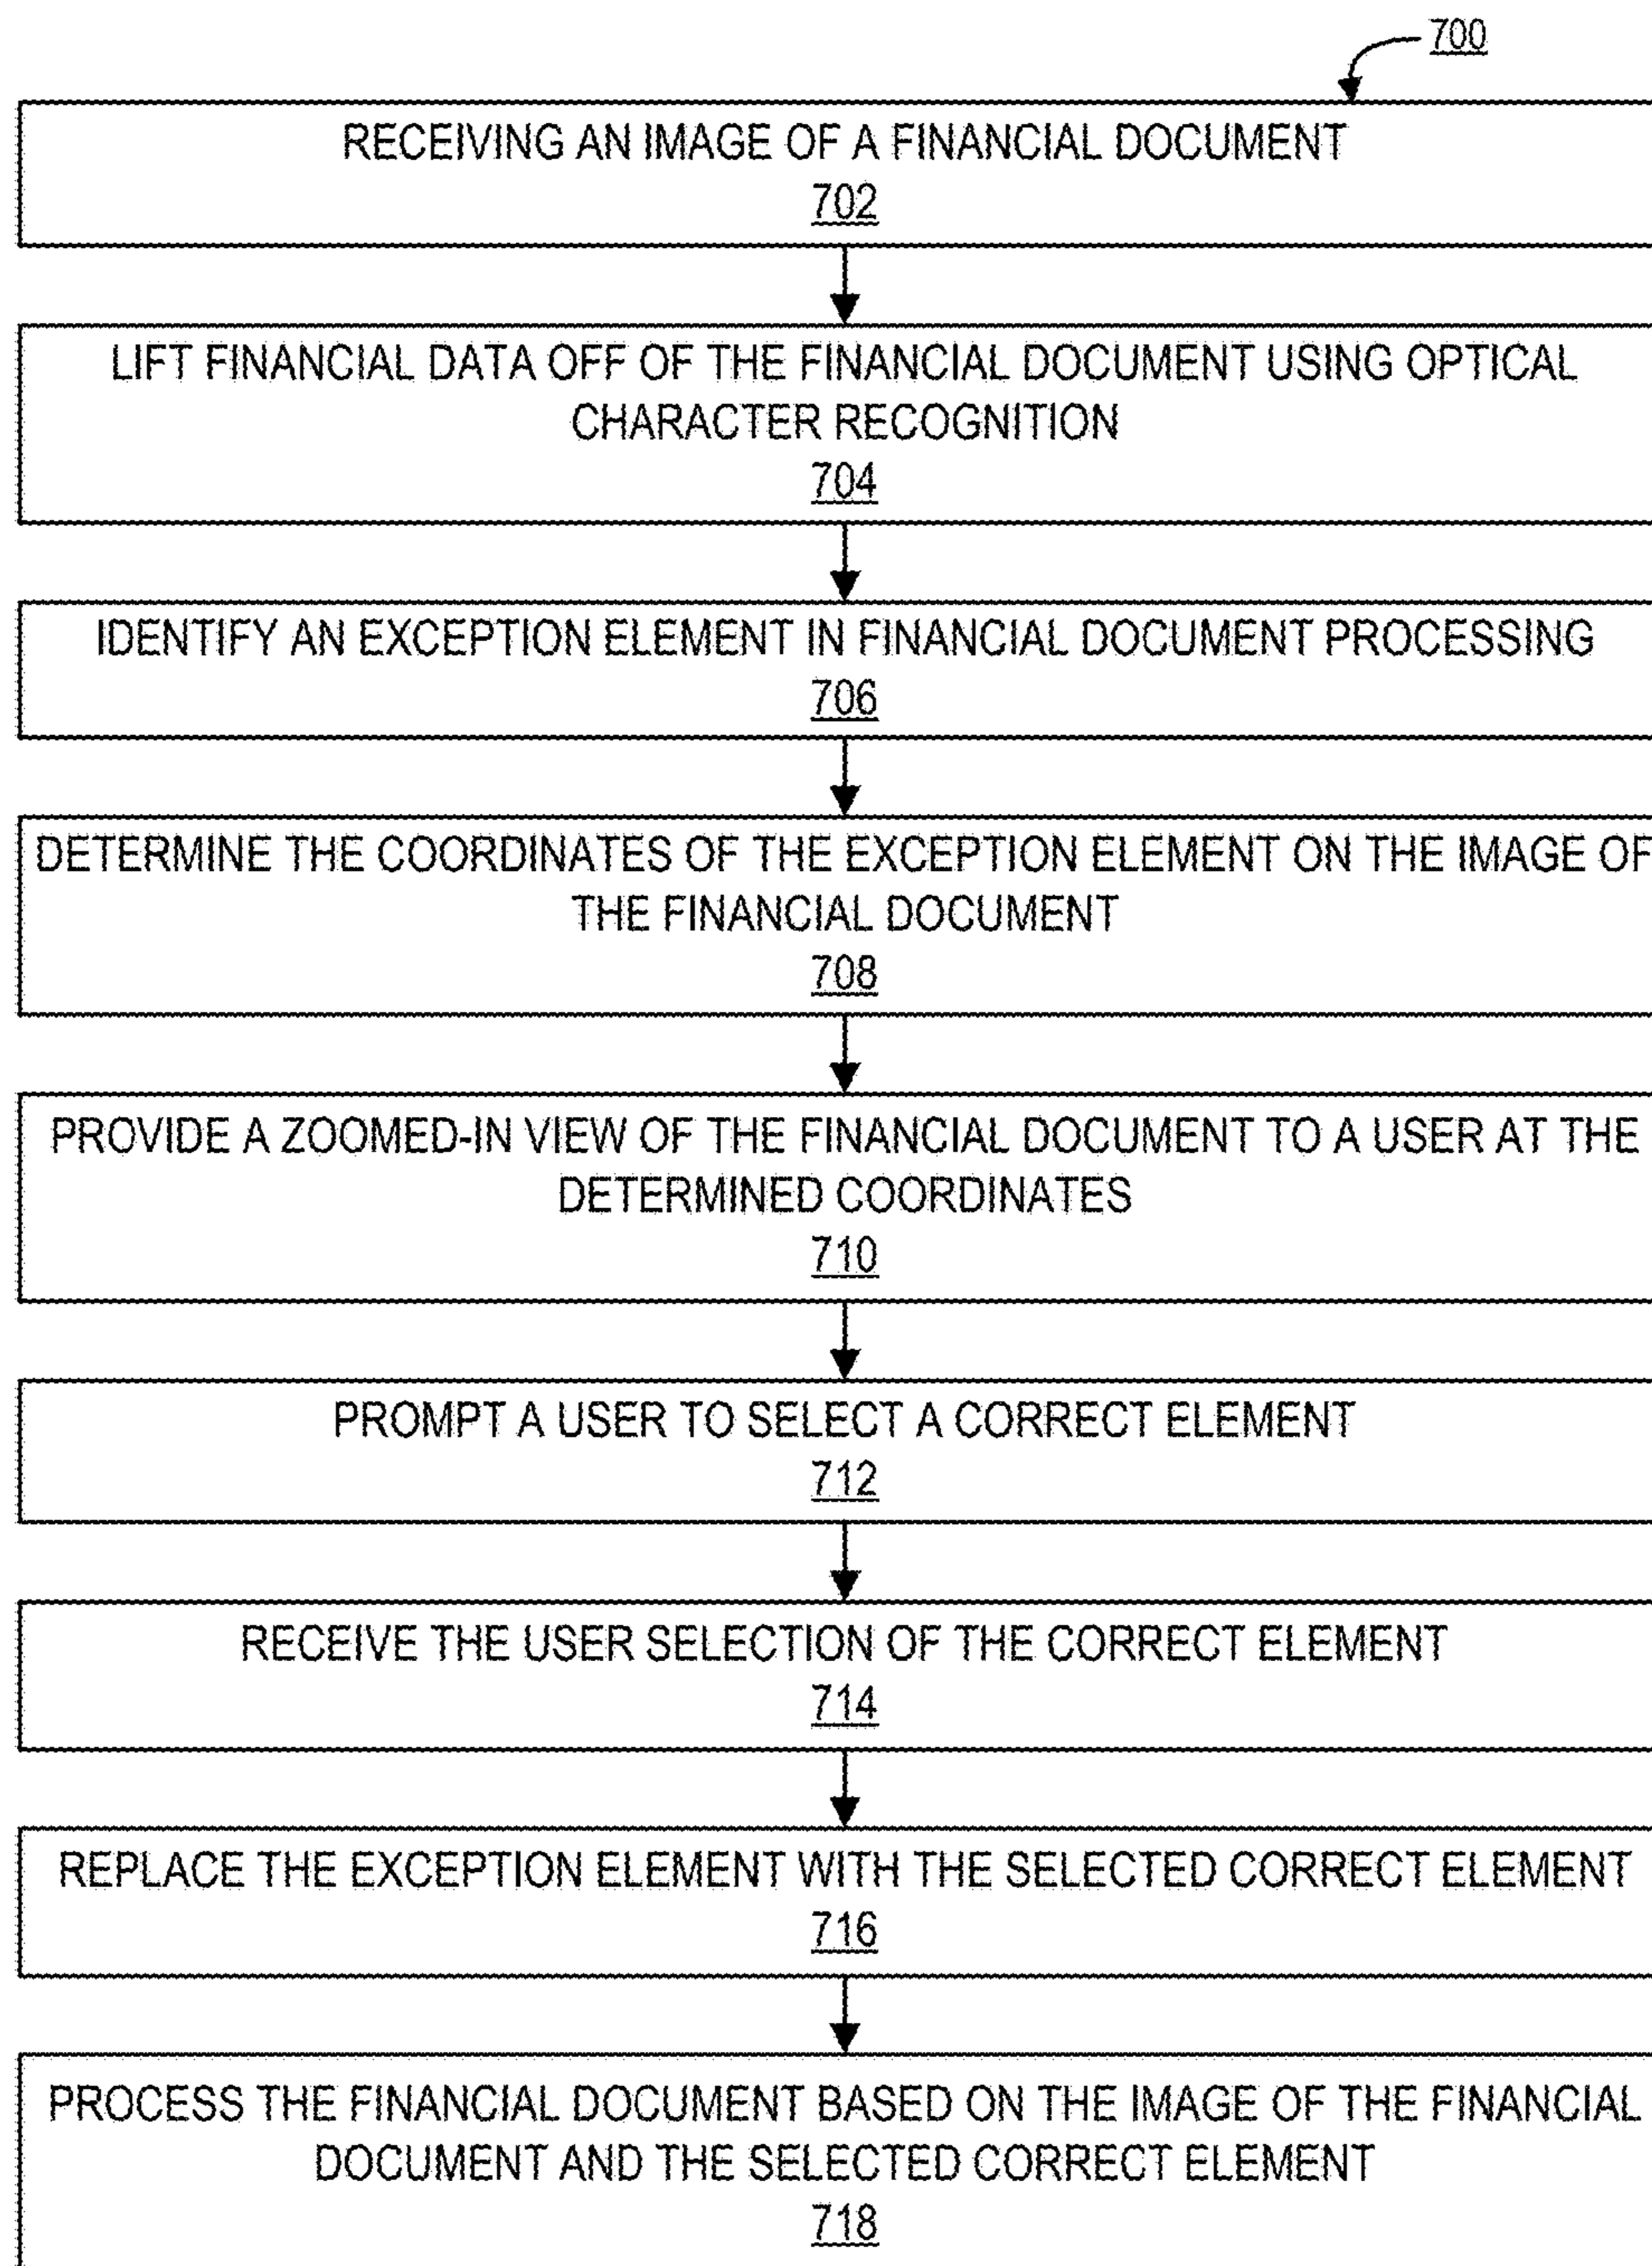 700
RECEIVING AN IMAGE OF A FINANCIAL DOCUMENT
702
LIFT FINANCIAL DATA OFF OF THE FINANCIAL DOCUMENT USING OPTICAL
CHARACTER RECOGNITION
704
IDENTIFY AN EXCEPTION ELEMENT IN FINANCIAL DOCUMENT PROCESSING
706
DETERMINE THE COORDINATES OF THE EXCEPTION ELEMENT ON THE IMAGE OF
THE FINANCIAL DOCUMENT
708
PROVIDE A ZOOMED-IN VIEW OF THE FINANCIAL DOCUMENT TO A USER AT THE
DETERMINED COORDINATES
710
PROMPT A USER TO SELECT A CORRECT ELEMENT
712
RECEIVE THE USER SELECTION OF THE CORRECT ELEMENT
714
REPLACE THE EXCEPTION ELEMENT WITH THE SELECTED CORRECT ELEMENT
716
PROCESS THE FINANCIAL DOCUMENT BASED ON THE IMAGE OF THE FINANCIAL
DOCUMENT AND THE SELECTED CORRECT ELEMENT
718